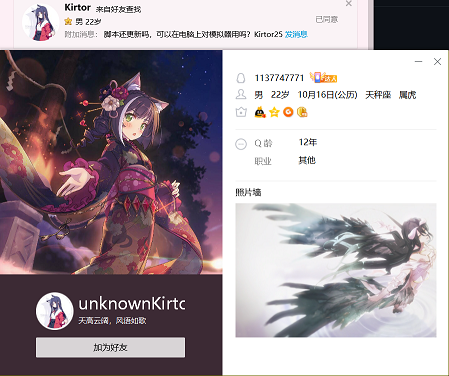 Kirtor 来自好友查找
男 22岁
附加消息: 脚本还更新吗，可以在电脑上对模拟器用吗？Kirtor25 发消息
已同意
1137747771
男 22岁 10月16日(公历) 天秤座 属虎
Q 龄 12年
职业 其他
照片墙
unknownKirtc
天高云阔，风语如歌
加为好友